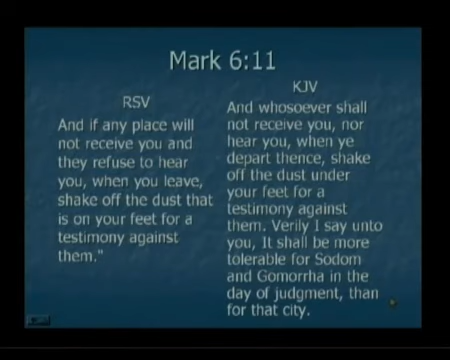 Mark 6:11
RSV
And if any place will
not receive you and
they refuse to hear
you, when you leave,
shake off the dust that
is on your feet for a
testimony against
them."
KJV
And whosoever shall
not receive you, nor
hear you, when ye
depart thence, shake
off the dust under
your feet for a
testimony against
them. Verily I say unto
you, It shall be more
tolerable for Sodom
and Gomorrha in the
day of judgment, than
for that city.